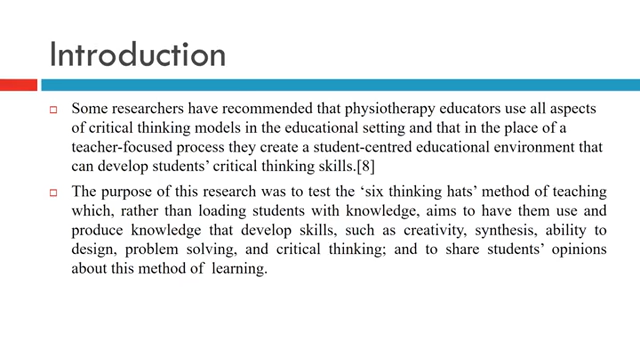 Introduction
Some researchers have recommended that physiotherapy educators use all aspects
of critical thinking models in the educational setting and that in the place of a
teacher-focused process they create a student-centred educational environment that
can develop students' critical thinking skills.[8]
The purpose of this research was to test the 'six thinking hats' method of teaching
which, rather than loading students with knowledge, aims to have them use and
produce knowledge that develop skills, such as creativity, synthesis, ability to
design, problem solving, and critical thinking; and to share students' opinions
about this method of learning.